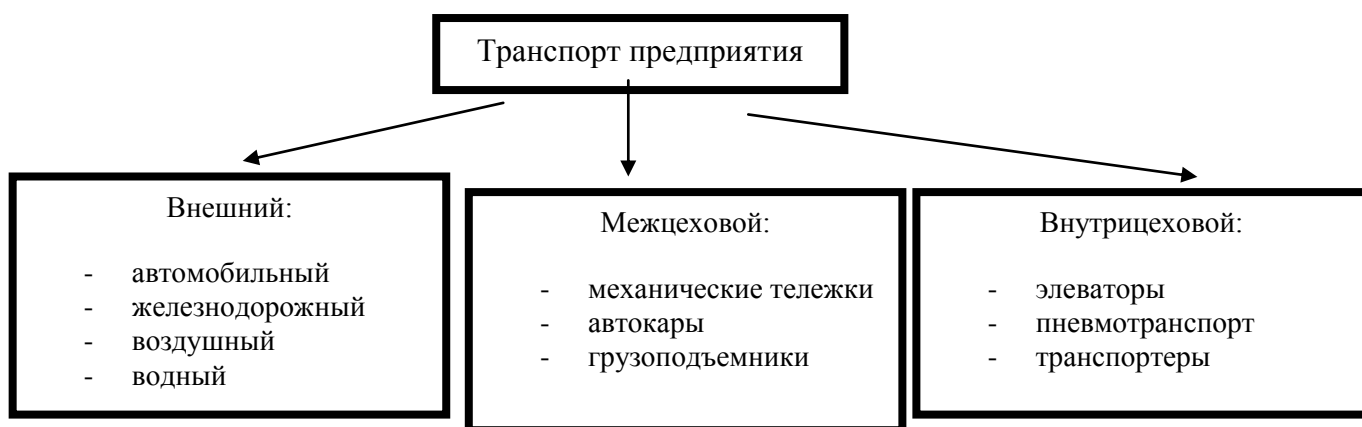 Транспорт предприятия
Внешний:
- автомобильный
- железнодорожный
- воздушный
- водный
Межцеховой:
- механические тележки
- автокары
- грузоподъемники
Внутрицеховой:
- элеваторы
- пневмотранспорт
- транспортеры